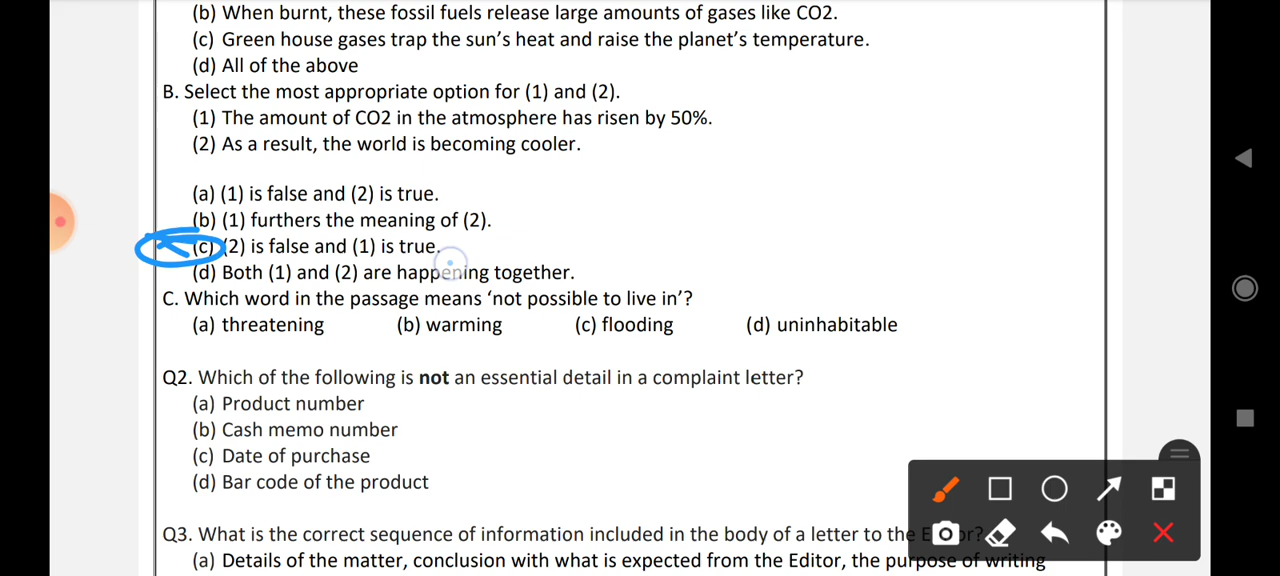 (b) When burnt, these fossil fuels release large amounts of gases like CO2.
(c) Green house gases trap the sun's heat and raise the planet's temperature.
(d) All of the above
B. Select the most appropriate option for (1) and (2).
(1) The amount of CO2 in the atmosphere has risen by 50%.
(2) As a result, the world is becoming cooler.
(a) (1) is false and (2) is true.
(b) (1) furthers the meaning of (2).
(c) (2) is false and (1) is true.
(d) Both (1) and (2) are happening together.
C. Which word in the passage means ‘not possible to live in’?
(a) threatening (b) warming (c) flooding (d) uninhabitable
Q2. Which of the following is not an essential detail in a complaint letter?
(a) Product number
(b) Cash memo number
(c) Date of purchase
(d) Bar code of the product
Q3. What is the correct sequence of information included in the body of a letter to the Editor?
(a) Details of the matter, conclusion with what is expected from the Editor, the purpose of writing